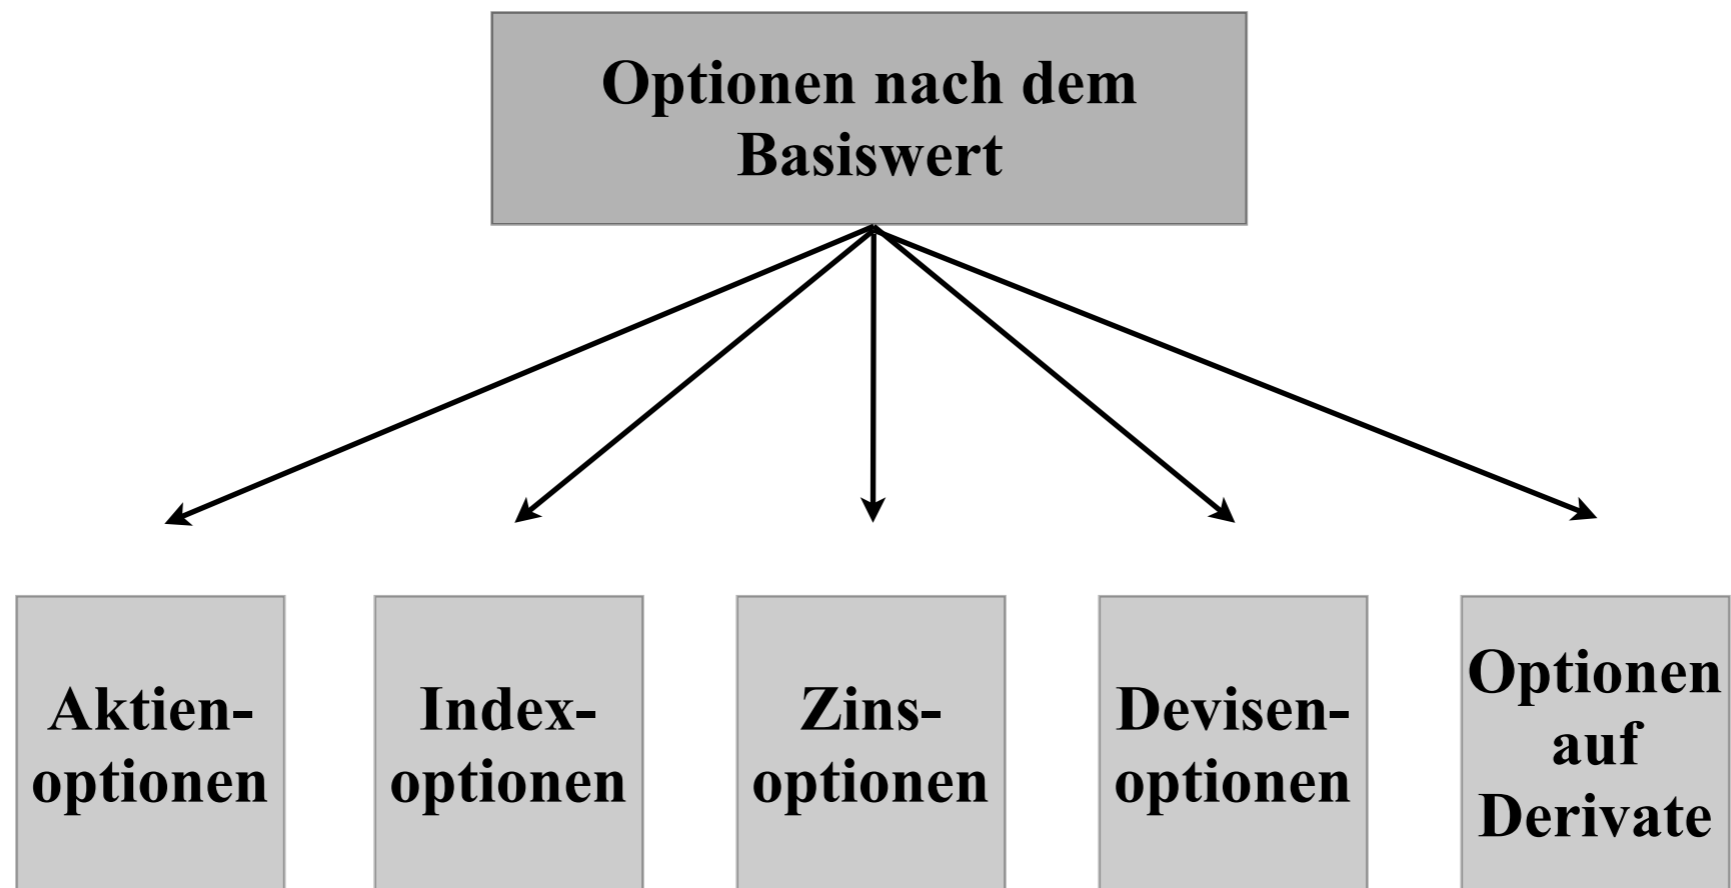 Optionen nach dem
Basiswert
Aktien-
optionen
Index-
optionen
Zins-
optionen
Devisen-
optionen
Optionen
auf
Derivate